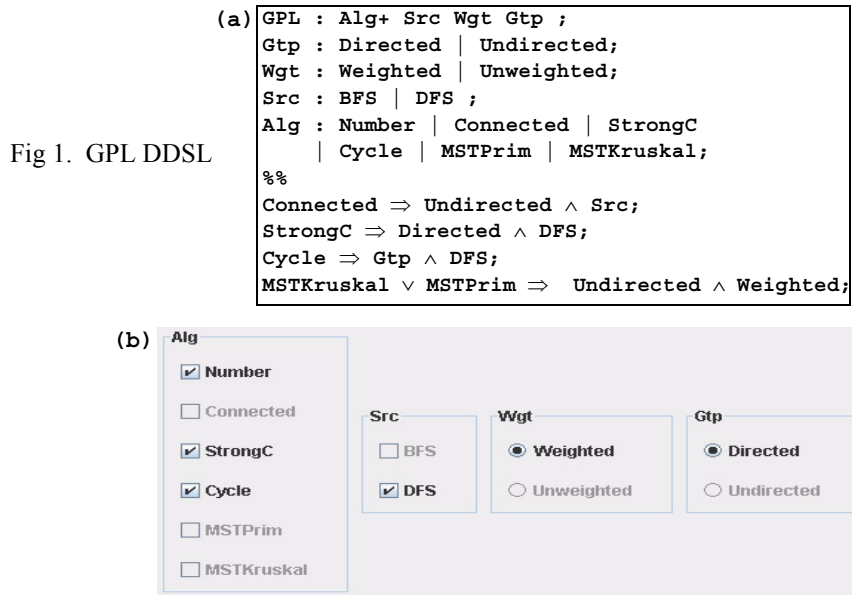 (a) GPL : Alg+ Src Wgt Gtp ;
Gtp : Directed | Undirected;
Wgt : Weighted | Unweighted;
Src : BFS | DFS ;
Alg : Number | Connected | StrongC
| Cycle | MSTPrim | MSTKruskal;
%%
Connected ⇒ Undirected ∧ Src;
StrongC ⇒ Directed ∧ DFS;
Cycle ⇒ Gtp ∧ DFS;
MSTKruskal ∨ MSTPrim ⇒ Undirected ∧ Weighted;
Fig 1. GPL DDSL
(b)
Alg
Number
Connected
StrongC
Cycle
MSTPrim
MSTKruskal
Src
BFS
DFS
Wgt
Weighted
Unweighted
Gtp
Directed
Undirected